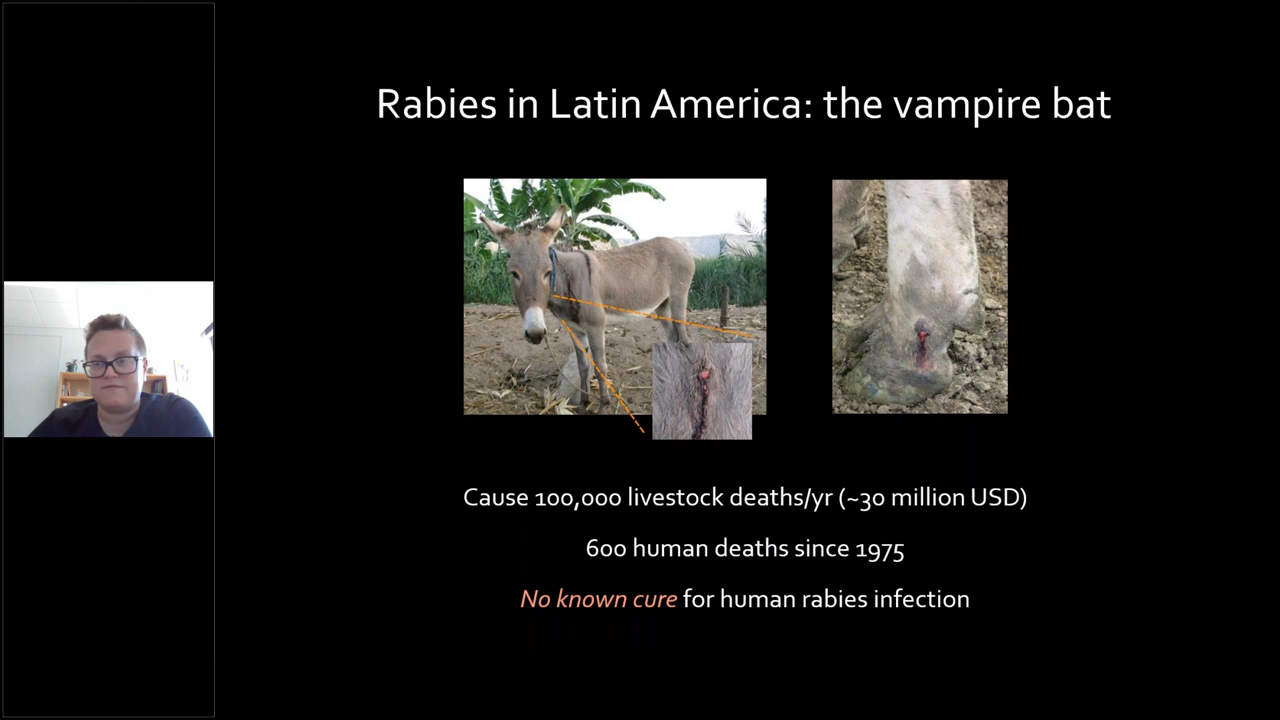 Rabies in Latin America: the vampire bat
Cause 100,000 livestock deaths/yr (~30 million USD)
600 human deaths since 1975
No known cure for human rabies infection